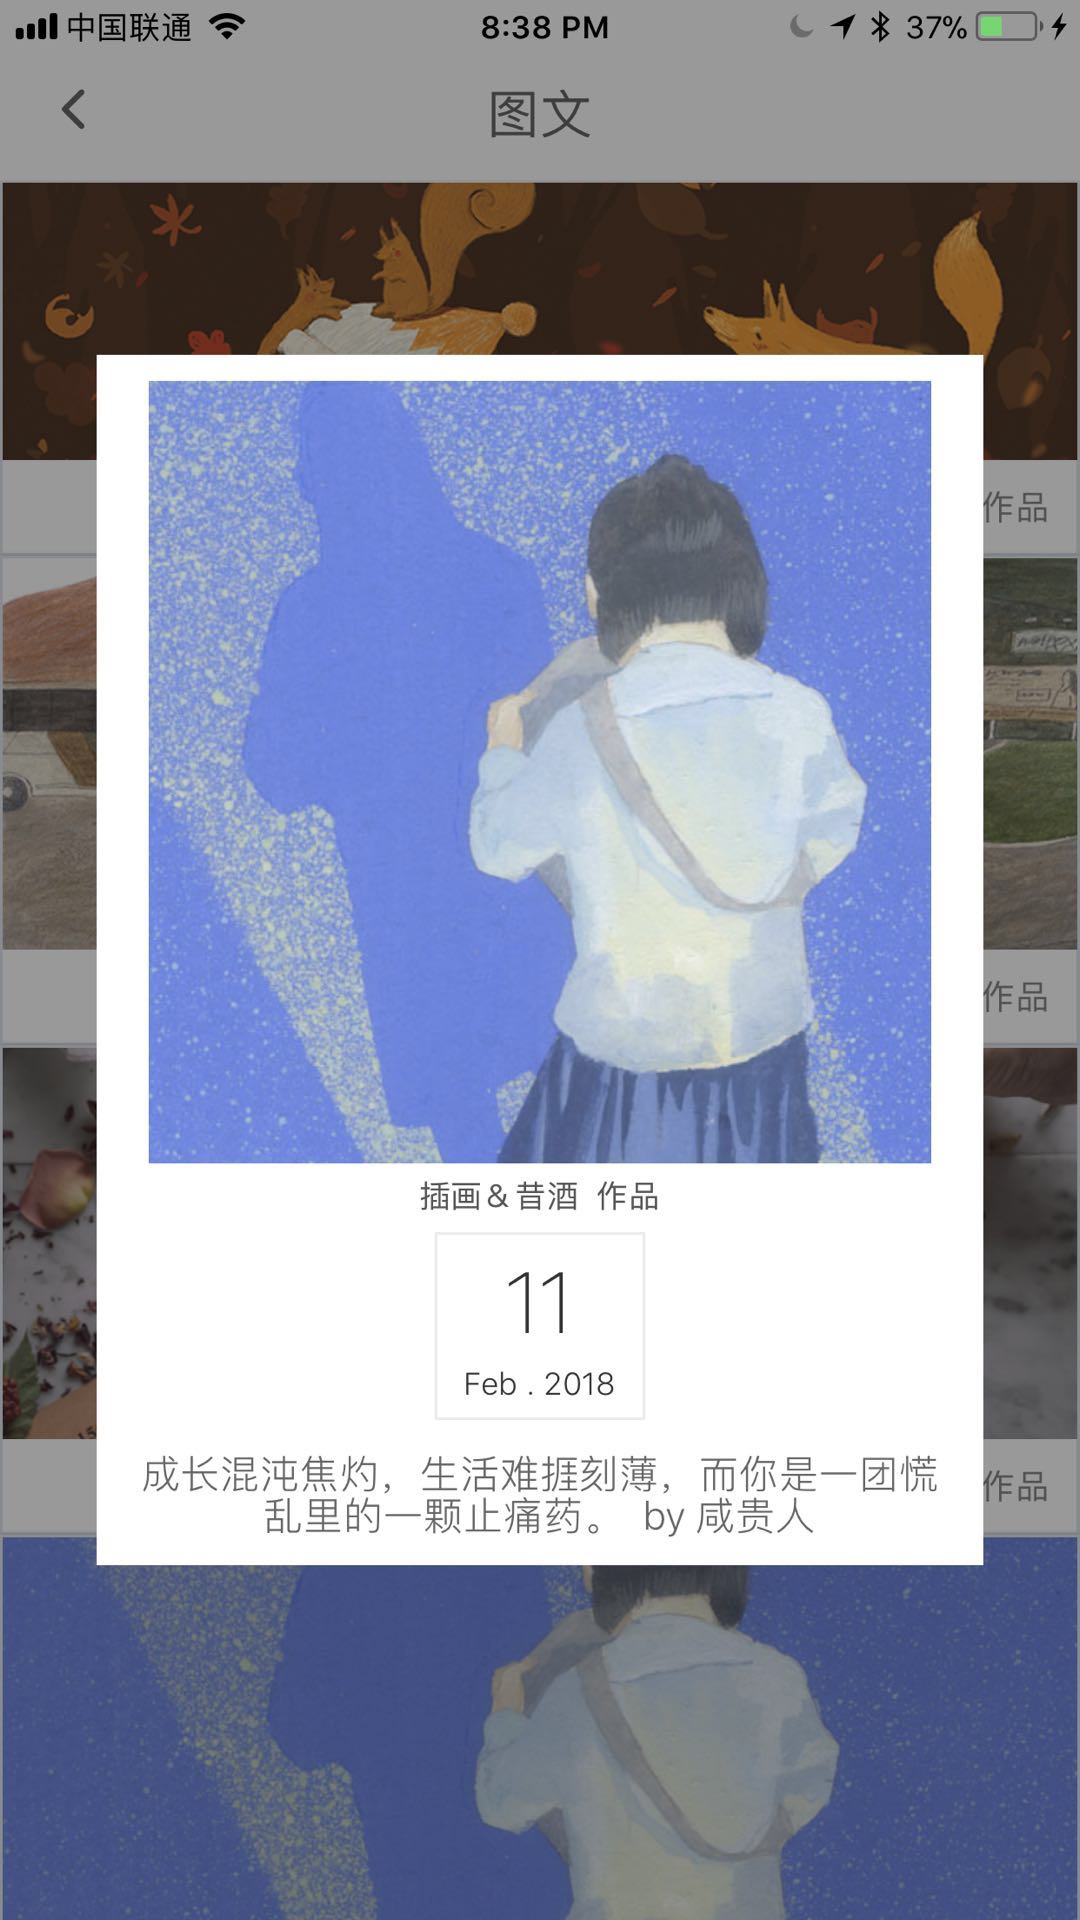 中国联通
8:38 PM
37%
图文
作品
作品
插画&昔酒 作品
11
Feb . 2018
成长混沌焦灼，生活难捱刻薄，而你是一团慌
乱里的一颗止痛药。 by 咸贵人
作品